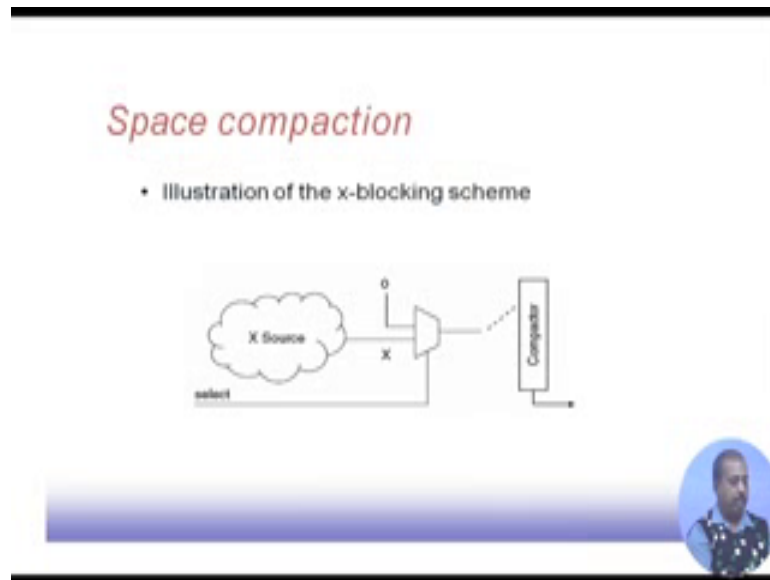 Space compaction
• Illustration of the x-blocking scheme
0
X Source
X
Compactor
select